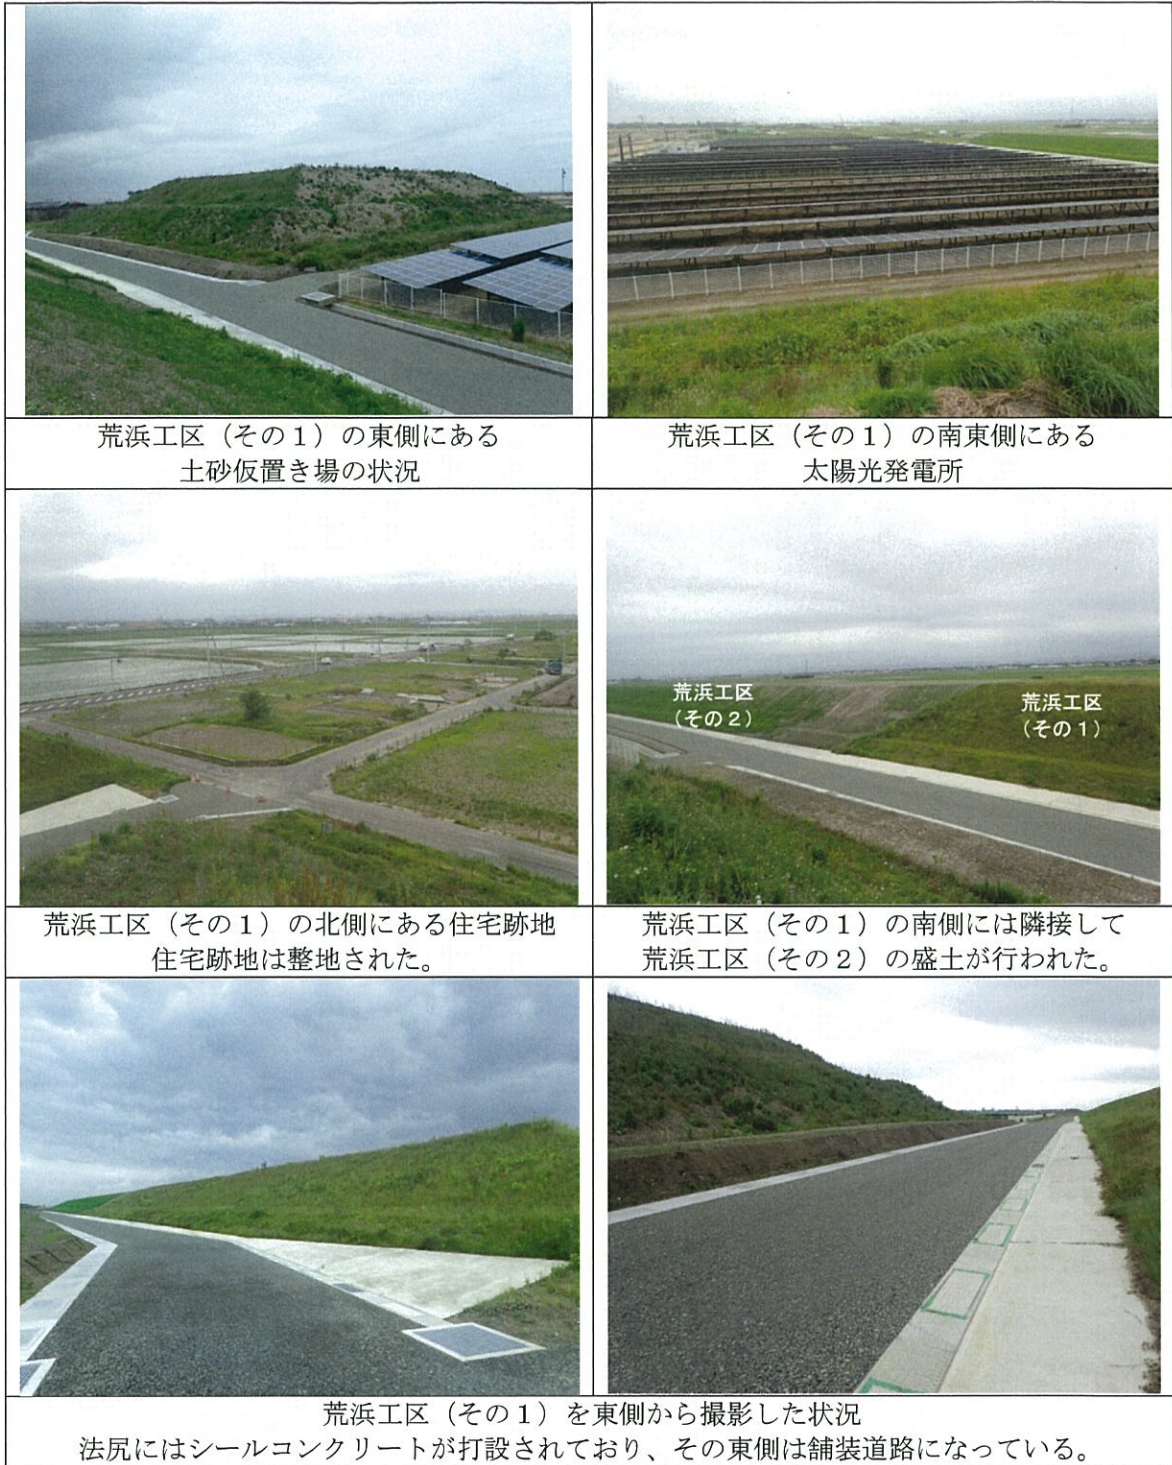 荒浜工区（その１）の東側にある
土砂仮置き場の状況
荒浜工区（その１）の南東側にある
太陽光発電所
荒浜工区
（その２）
荒浜工区
（その１）
荒浜工区（その１）の北側にある住宅跡地
住宅跡地は整地された。
荒浜工区（その１）の南側には隣接して
荒浜工区（その２）の盛土が行われた。
荒浜工区（その１）を東側から撮影した状況
法尻にはシールコンクリートが打設されており、その東側は舗装道路になっている。